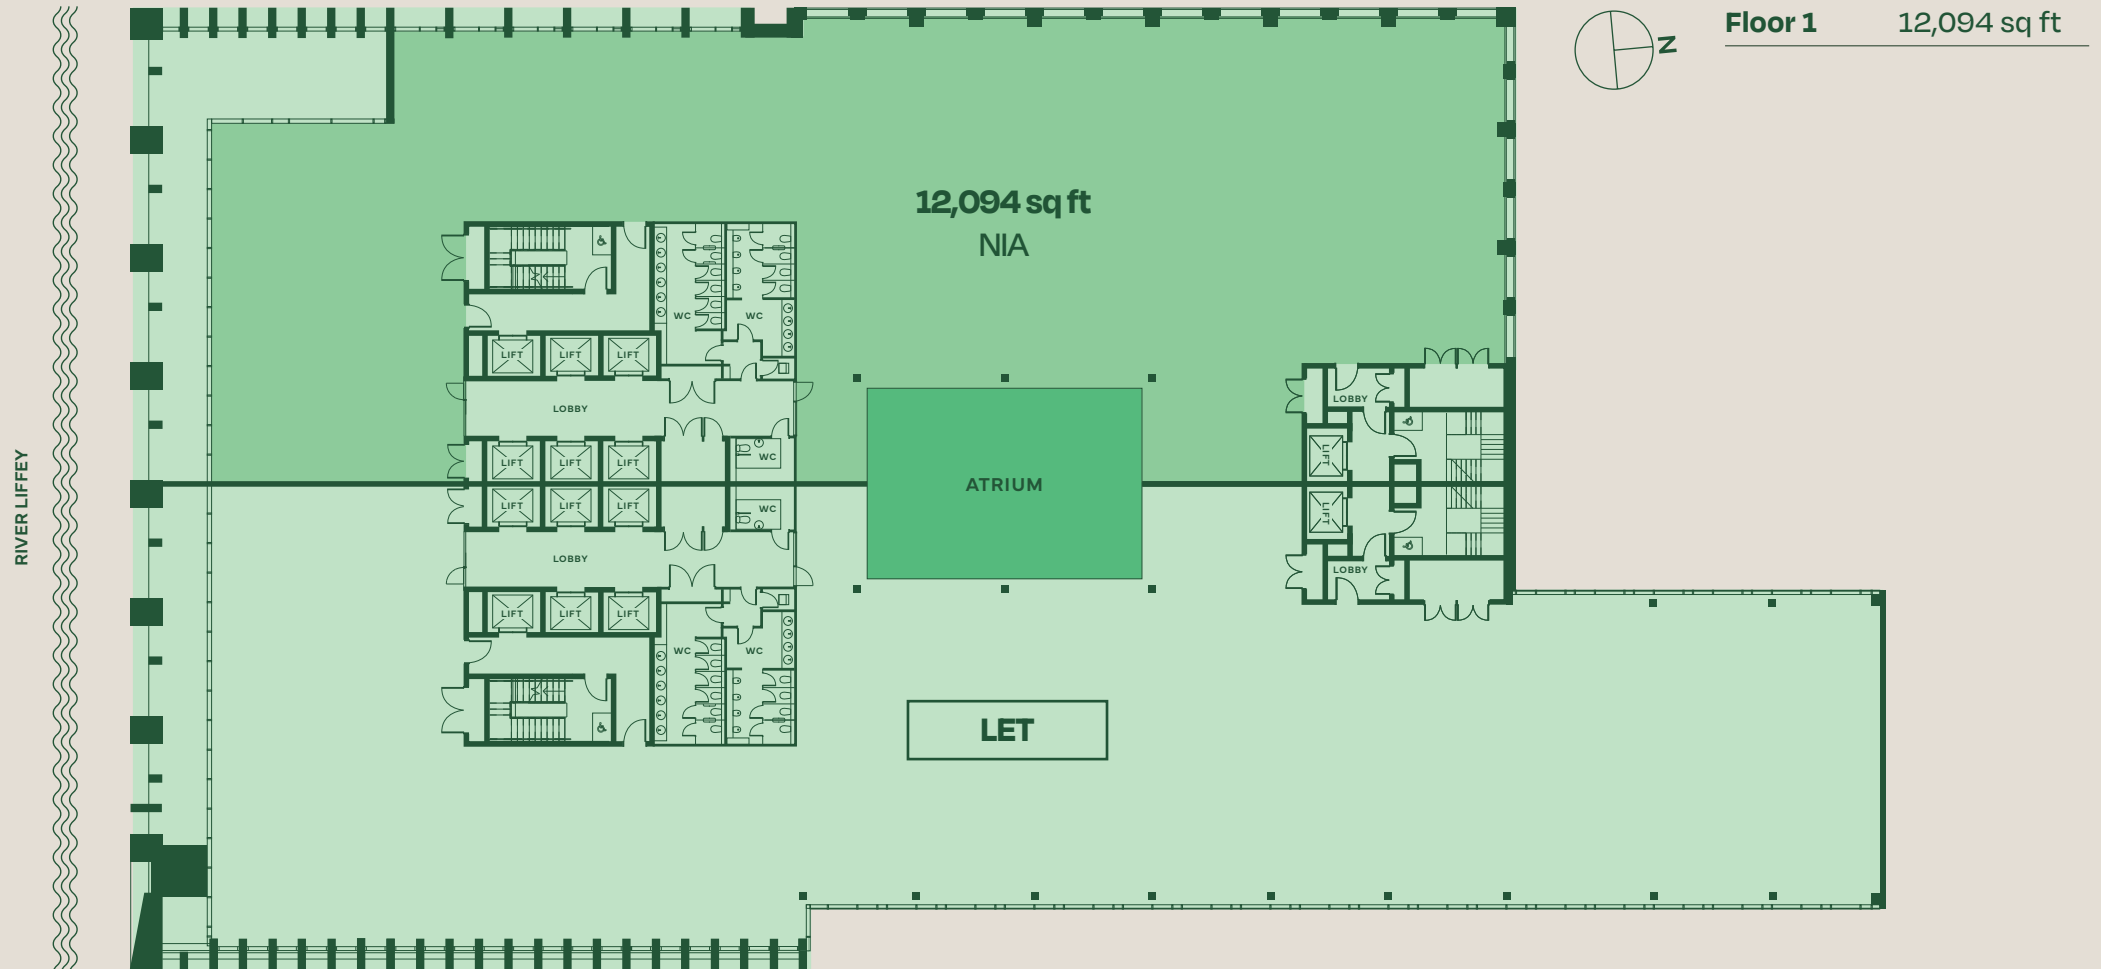 Floor 1 12,094 sq ft
N
12,094 sq ft
NIA
WC WC
LIFT LIFT LIFT
LOBBY
LOBBY
LIFT LIFT LIFT
WC
LIFT
RIVER LIFFEY
ATRIUM
LIFT LIFT LIFT
WC
LIFT
LOBBY
LOBBY
LIFT LIFT LIFT
WC WC
LET